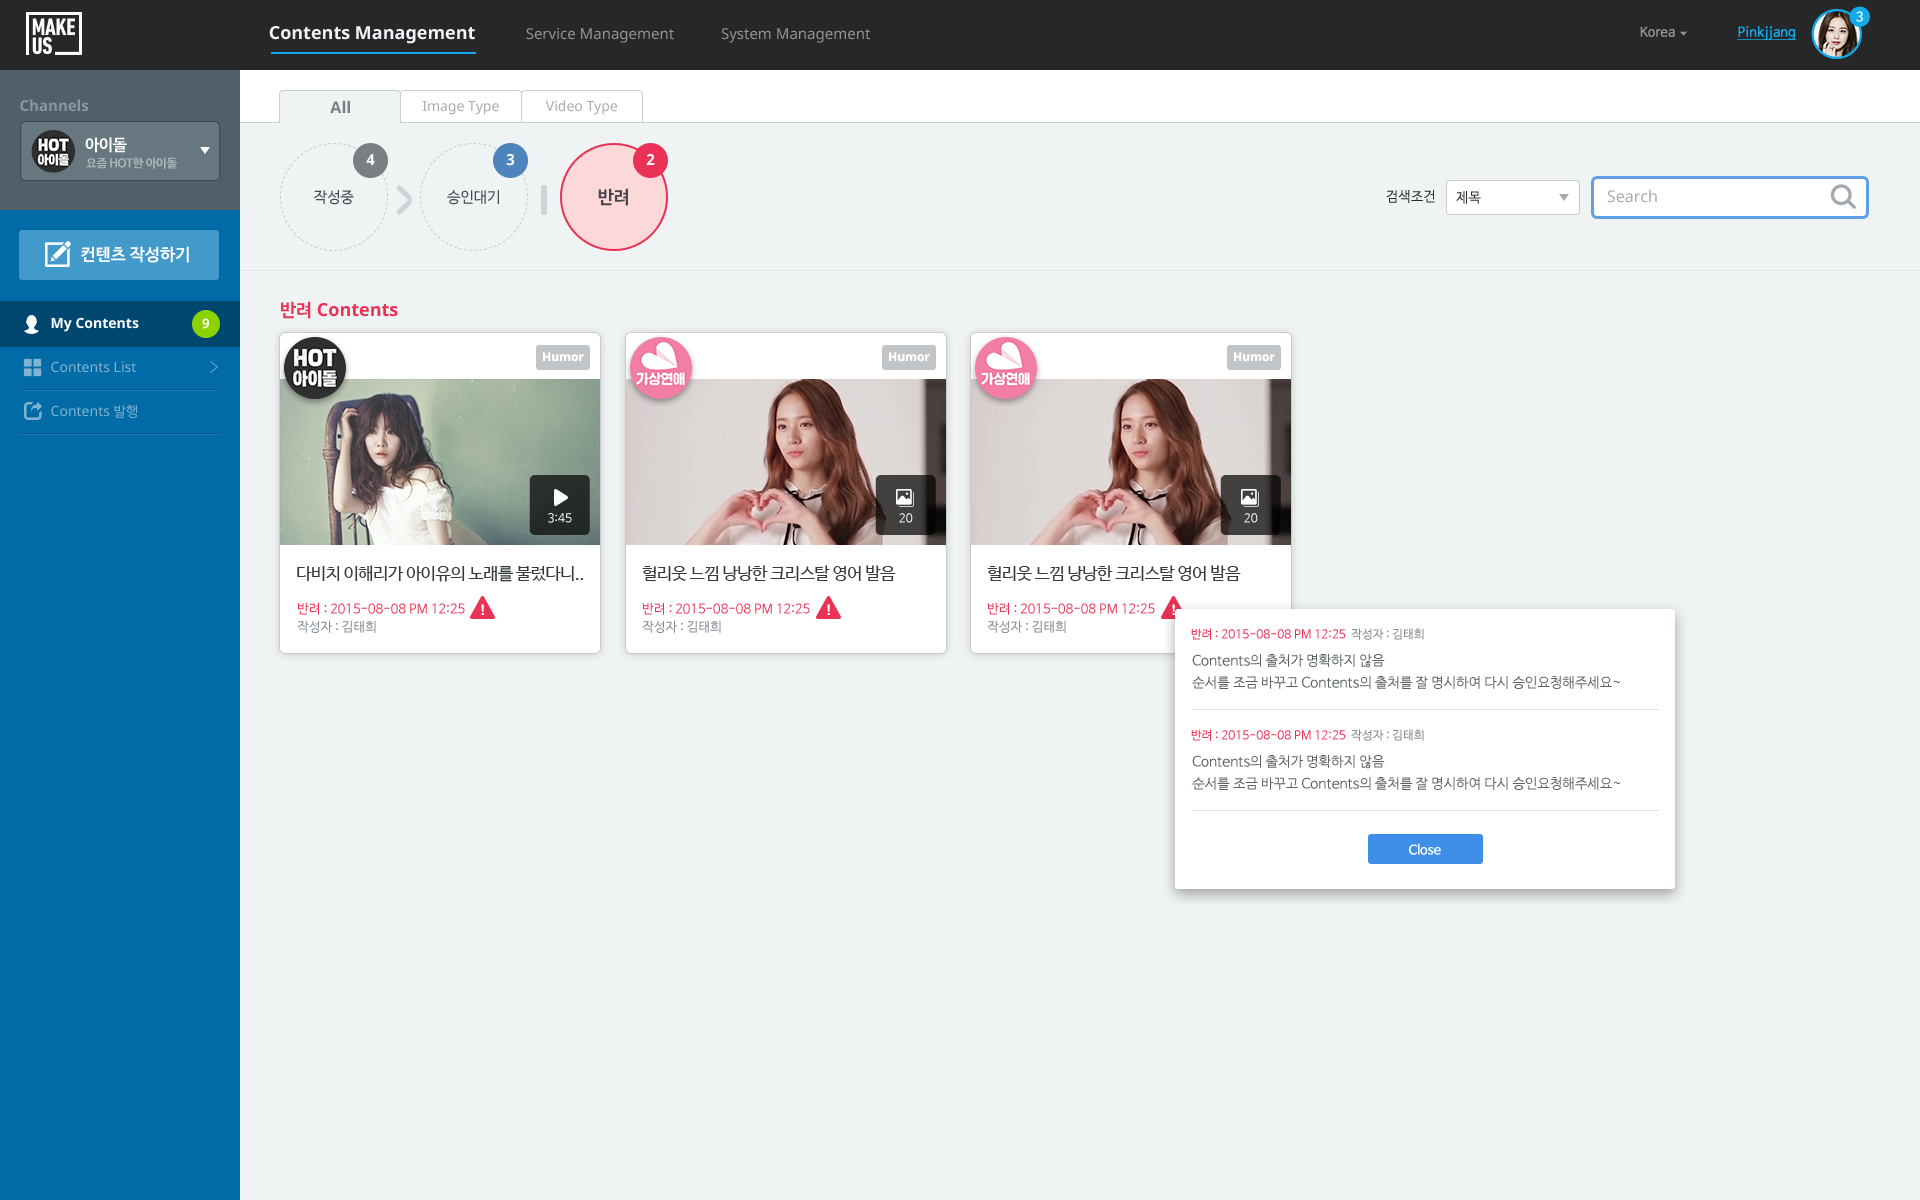 MAKE
US
Contents Management
Service Management
System Management
Korea
Pinkjjang
3
Channels
HOT
아이돌
아이돌
요즘 HOT한 아이돌
컨텐츠 작성하기
My Contents
9
Contents List
Contents 발행
All
Image Type
Video Type
작성중
4
승인대기
3
반려
2
검색조건
제목
Search
반려 Contents
HOT
아이돌
Humor
3:45
다비치 이해리가 아이유의 노래를 불렀다니..
반려 : 2015-08-08 PM 12:25
작성자 : 김태희
가상연애
Humor
20
헐리웃 느낌 낭낭한 크리스탈 영어 발음
반려 : 2015-08-08 PM 12:25
작성자 : 김태희
가상연애
Humor
20
헐리웃 느낌 낭낭한 크리스탈 영어 발음
반려 : 2015-08-08 PM 12:25
작성자 : 김태희
반려 : 2015-08-08 PM 12:25 작성자 : 김태희
Contents의 출처가 명확하지 않음
순서를 조금 바꾸고 Contents의 출처를 잘 명시하여 다시 승인요청해주세요~
반려 : 2015-08-08 PM 12:25 작성자 : 김태희
Contents의 출처가 명확하지 않음
순서를 조금 바꾸고 Contents의 출처를 잘 명시하여 다시 승인요청해주세요~
Close